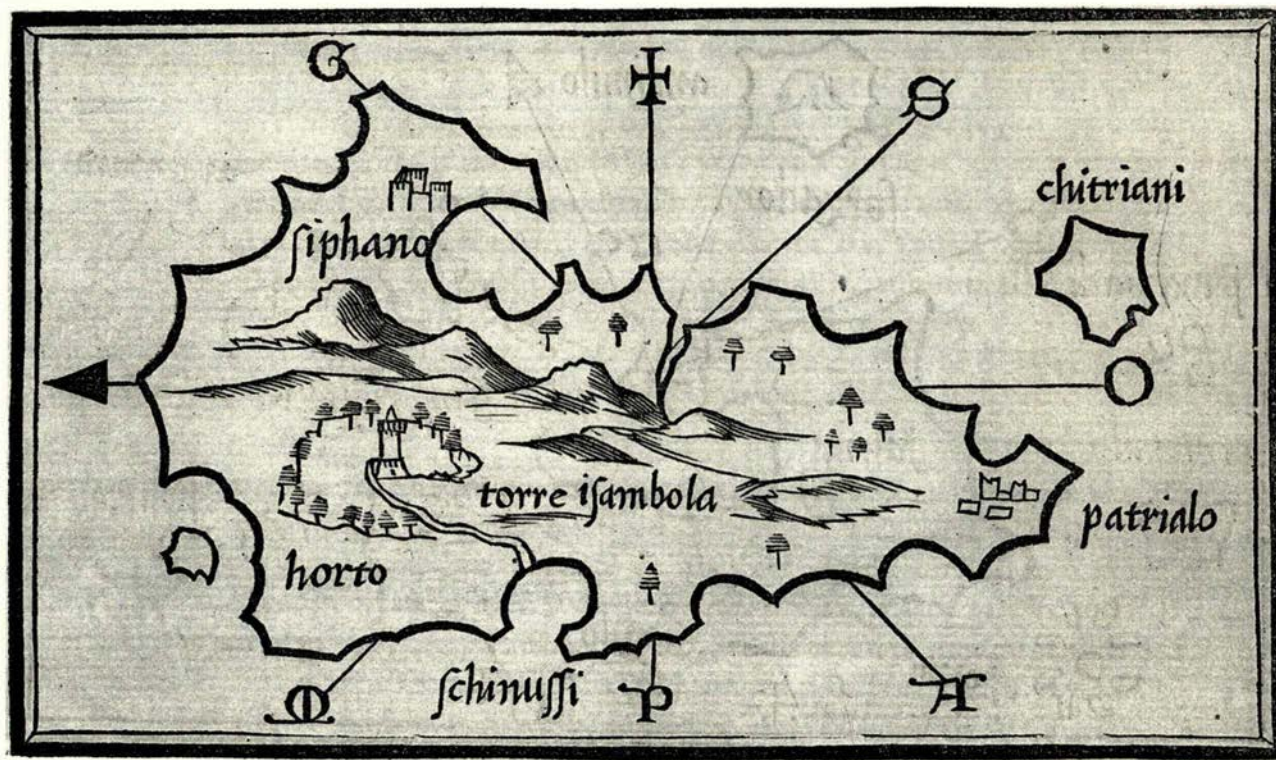 G
S
chitriani
ſiphano
O
torre iſambola
patrialo
horto
ſchinuſſi
M
P
A